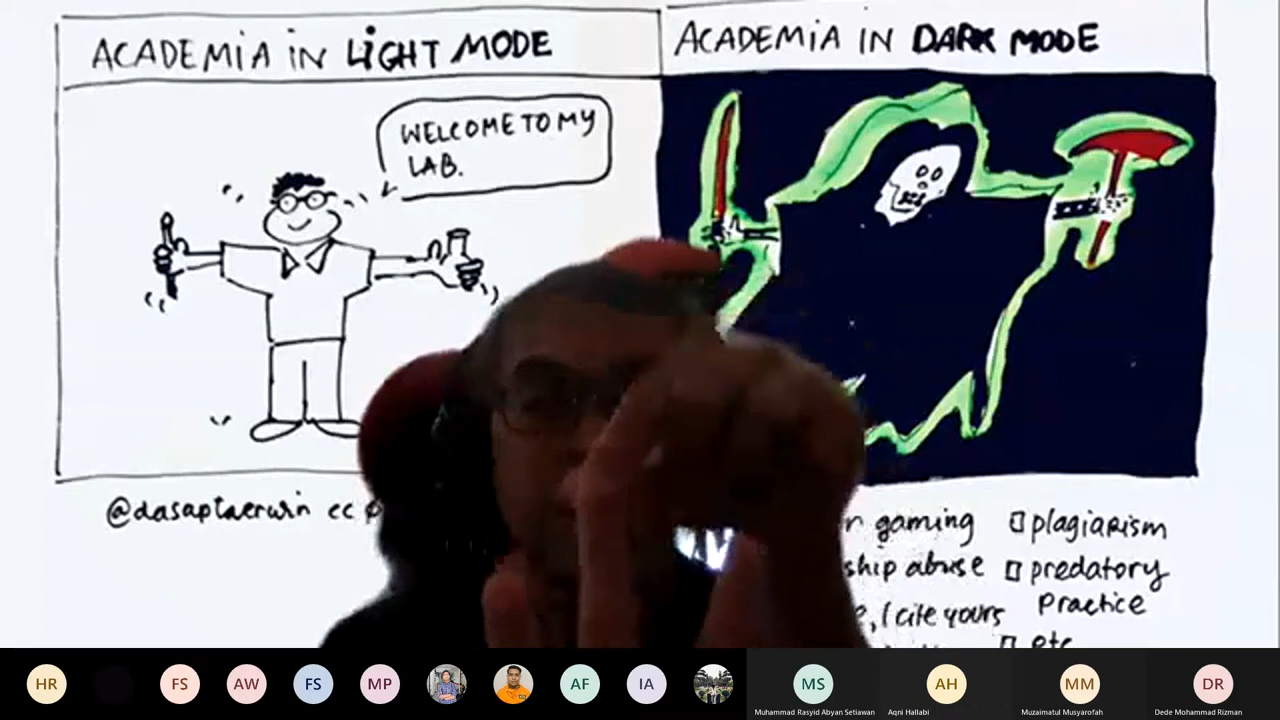 ACADEMIA IN LIGHT MODE
ACADEMIA IN DARK MODE
WELCOME TO MY
LAB.
@dasaptaerwin cc
gaming
plagiarism
abuse
predatory
Practice
I cite yours
etc
HR
FS
AW
FS
MP
AF
IA
MS
AH
MM
DR
Muhammad Rasyid Abyan Setiawan
Aqni Hallabi
Muzaimatul Musyarofah
Dede Mohammad Rizman